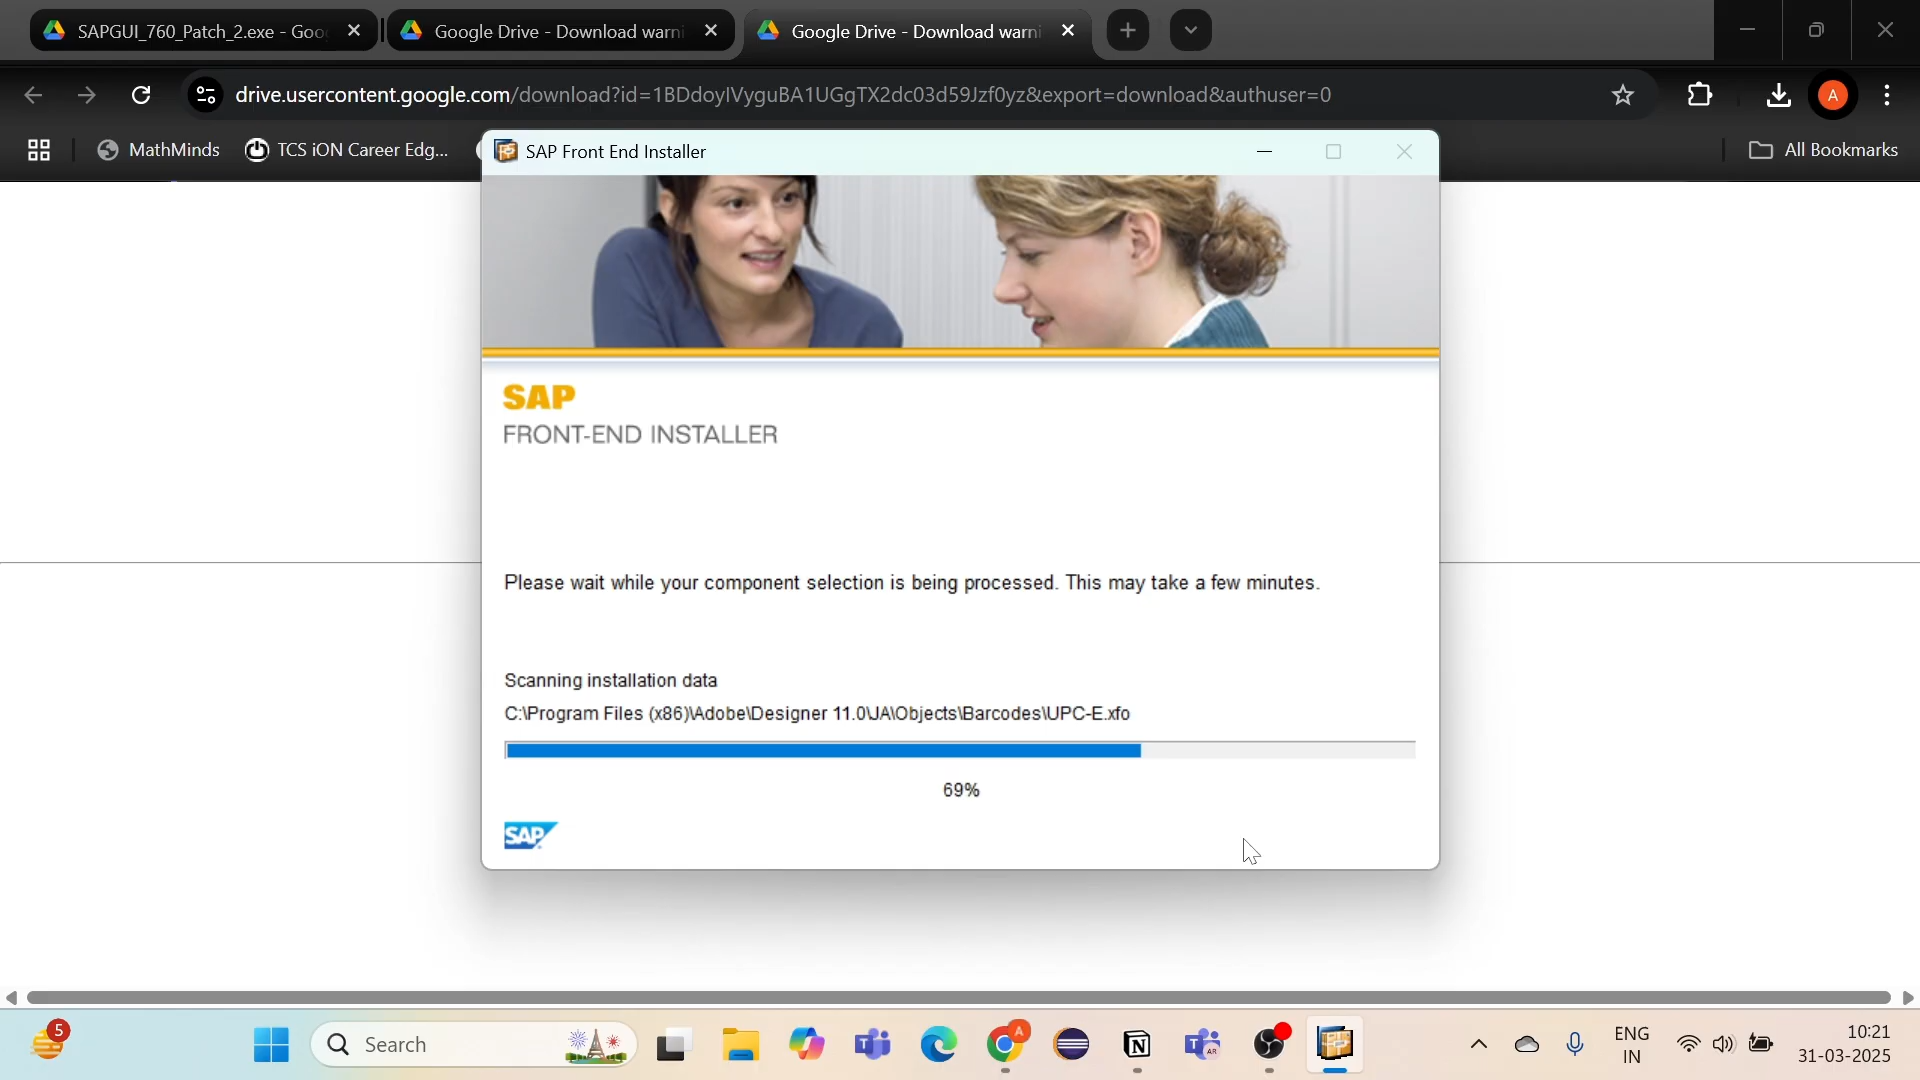 SAPGUI_760_Patch_2.exe - Goo
Google Drive - Download warni
Google Drive - Download warni
drive.usercontent.google.com/download?id=1BDdoylVyguBA1UGgTX2dc03d59Jzf0yz&export=download&authuser=0
A
MathMinds
TCS iON Career Edg...
All Bookmarks
SAP Front End Installer
SAP
FRONT-END INSTALLER
Please wait while your component selection is being processed. This may take a few minutes.
Scanning installation data
C:\Program Files (x86)\Adobe\Designer 11.0\JA\Objects\Barcodes\UPC-E.xfo
69%
SAP
5
Search
A
AR
ENG
IN
10:21
31-03-2025